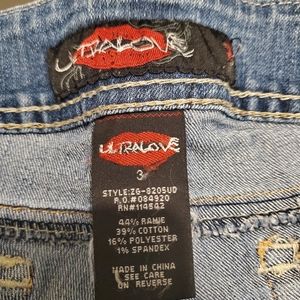 ULTRALOVE
ULTRALOVE
3
STYLE:ZG-8205UD
P.O.#084920
RN#114542
44% RAMIE
39% COTTON
16% POLYESTER
1% SPANDEX
MADE IN CHINA
SEE CARE
ON REVERSE